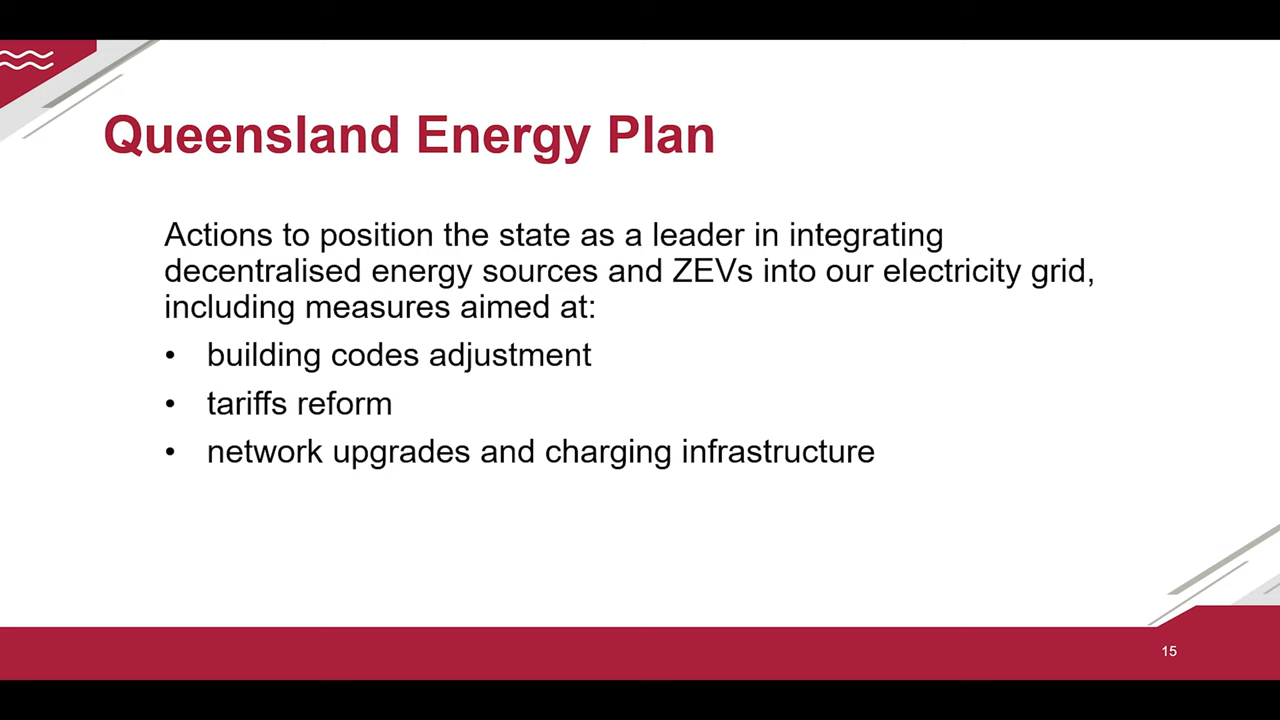 Queensland Energy Plan
Actions to position the state as a leader in integrating
decentralised energy sources and ZEVs into our electricity grid,
including measures aimed at:
• building codes adjustment
• tariffs reform
• network upgrades and charging infrastructure
15